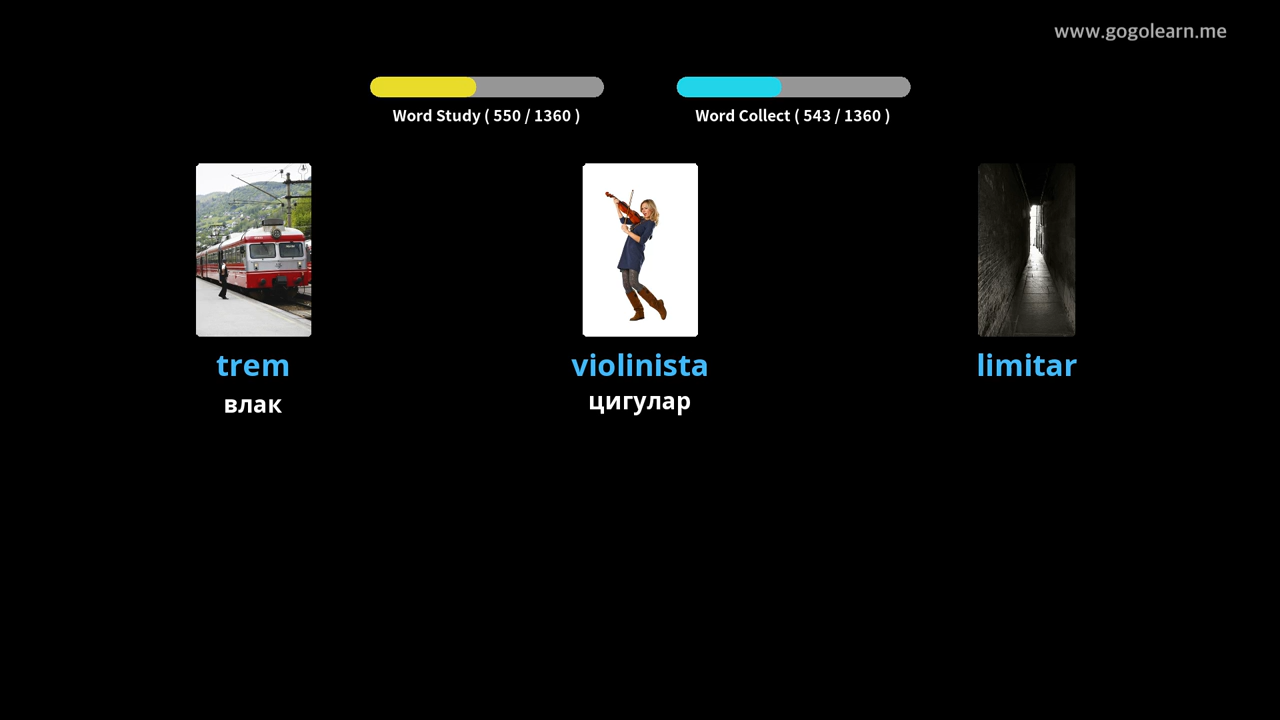 www.gogolearn.me
Word Study ( 550 / 1360 )
Word Collect ( 543 / 1360 )
trem
влак
violinista
цигулар
limitar